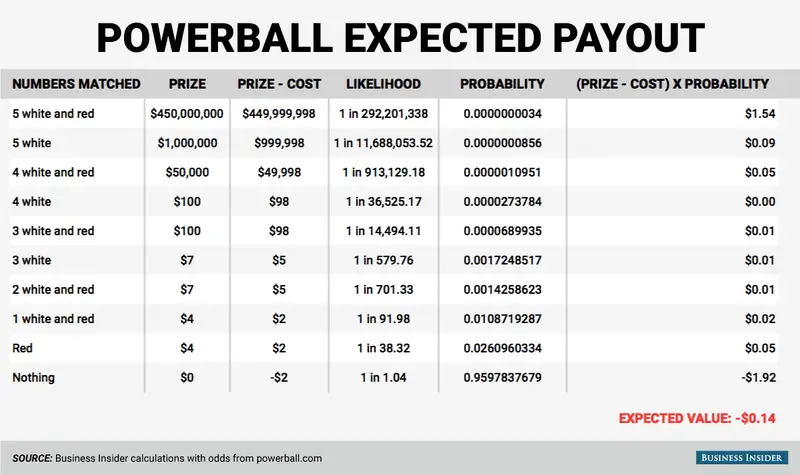 POWERBALL EXPECTED PAYOUT
NUMBERS MATCHED PRIZE PRIZE - COST LIKELIHOOD PROBABILITY (PRIZE - COST) X PROBABILITY
5 white and red $450,000,000 $449,999,998 1 in 292,201,338 0.0000000034 $1.54
5 white $1,000,000 $999,998 1 in 11,688,053.52 0.0000000856 $0.09
4 white and red $50,000 $49,998 1 in 913,129.18 0.0000010951 $0.05
4 white $100 $98 1 in 36,525.17 0.0000273784 $0.00
3 white and red $100 $98 1 in 14,494.11 0.0000689935 $0.01
3 white $7 $5 1 in 579.76 0.0017248517 $0.01
2 white and red $7 $5 1 in 701.33 0.0014258623 $0.01
1 white and red $4 $2 1 in 91.98 0.0108719287 $0.02
Red $4 $2 1 in 38.32 0.0260960334 $0.05
Nothing $0 -$2 1 in 1.04 0.9597837679 -$1.92
EXPECTED VALUE: -$0.14
SOURCE: Business Insider calculations with odds from powerball.com
BUSINESS INSIDER